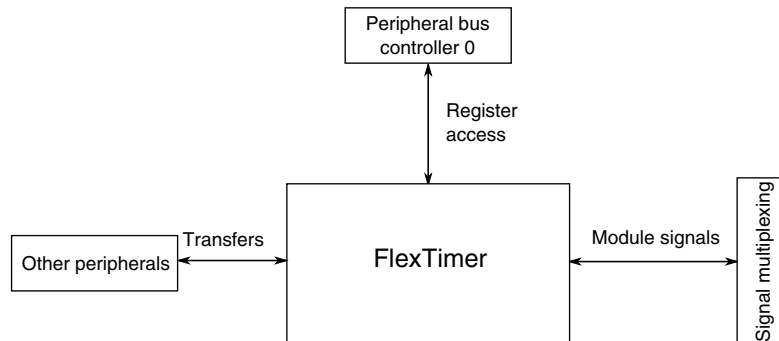 Peripheral bus
controller 0
Register
access
Transfers
Other peripherals
FlexTimer
Module signals
Signal multiplexing